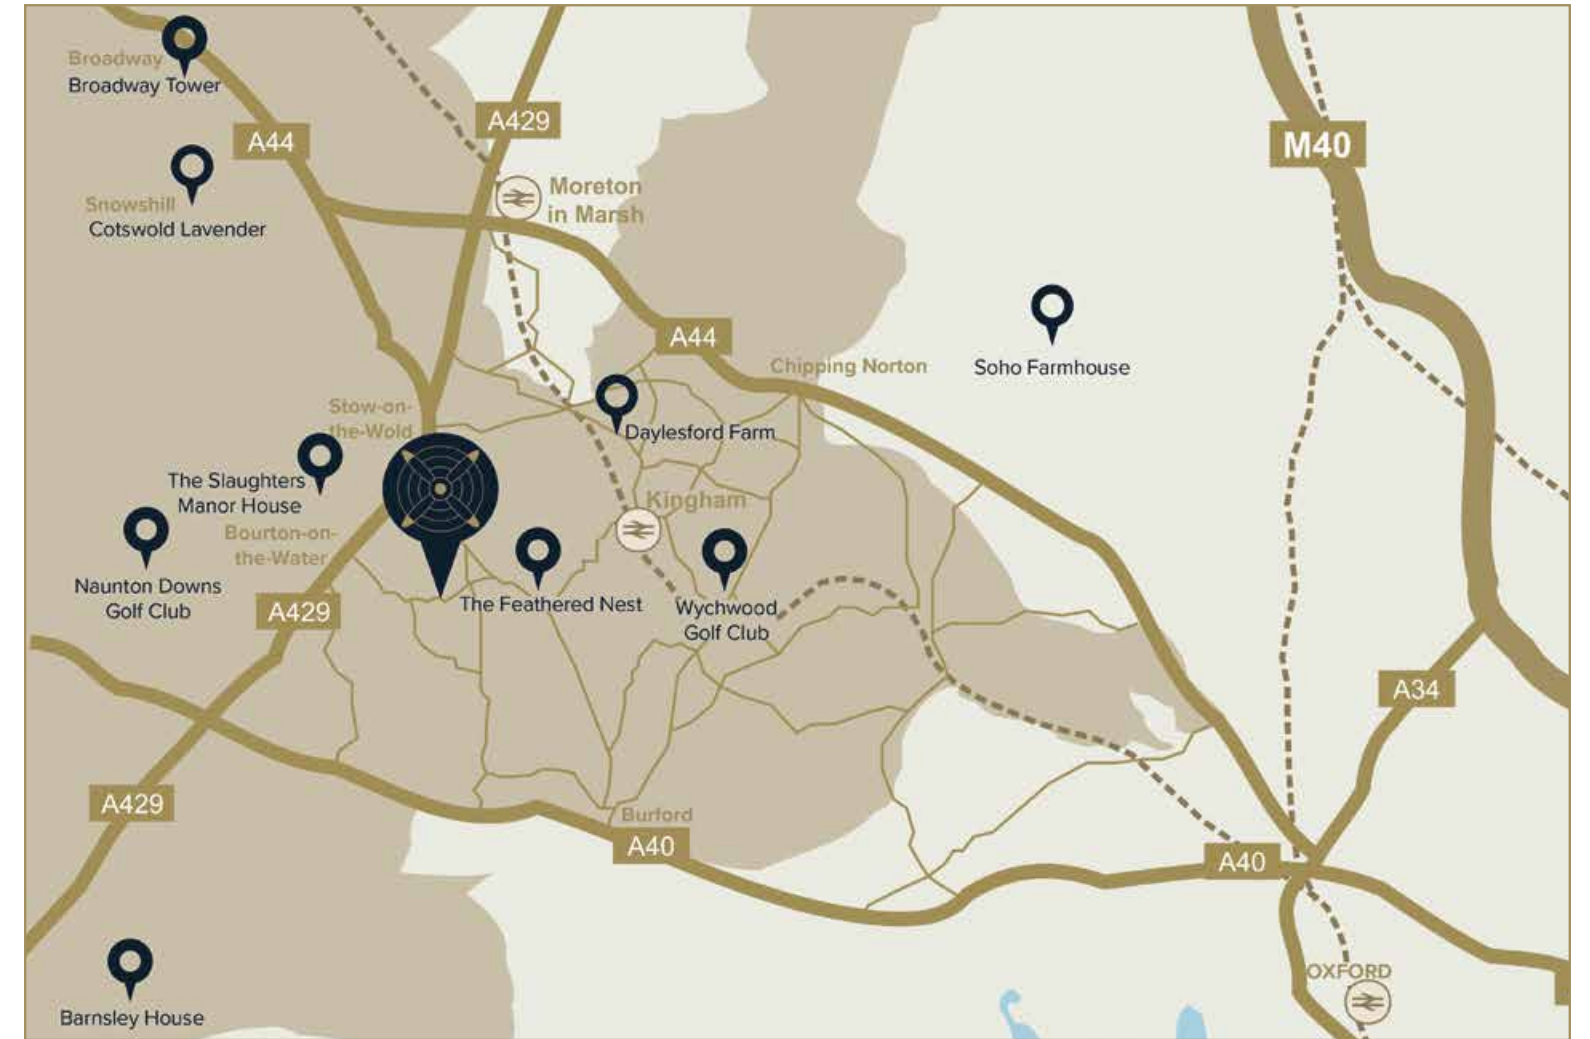 Broadway
Broadway Tower
A44
A429
M40
Snowshill
Cotswold Lavender
Moreton
in Marsh
A44
Chipping Norton
Soho Farmhouse
Stow-on-
the-Wold
Daylesford Farm
The Slaughters
Manor House
Kingham
Bourton-on-
the-Water
Naunton Downs
Golf Club
A429
The Feathered Nest
Wychwood
Golf Club
A34
A429
Burford
A40
A40
OXFORD
Barnsley House